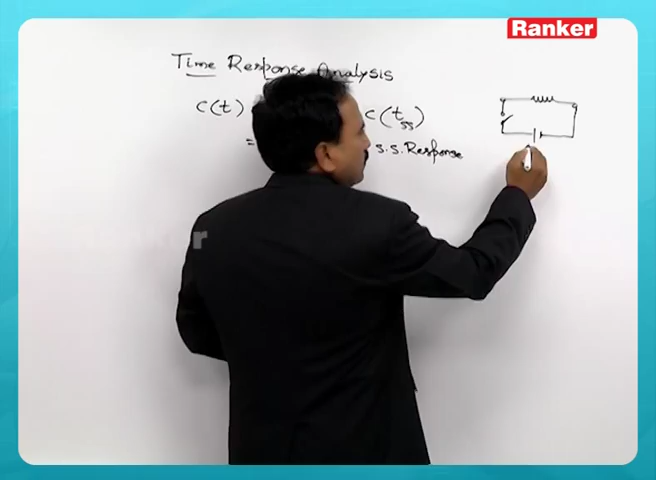 Ranker
Time Response Analysis
c(t) c(tss)
= s.s. Response